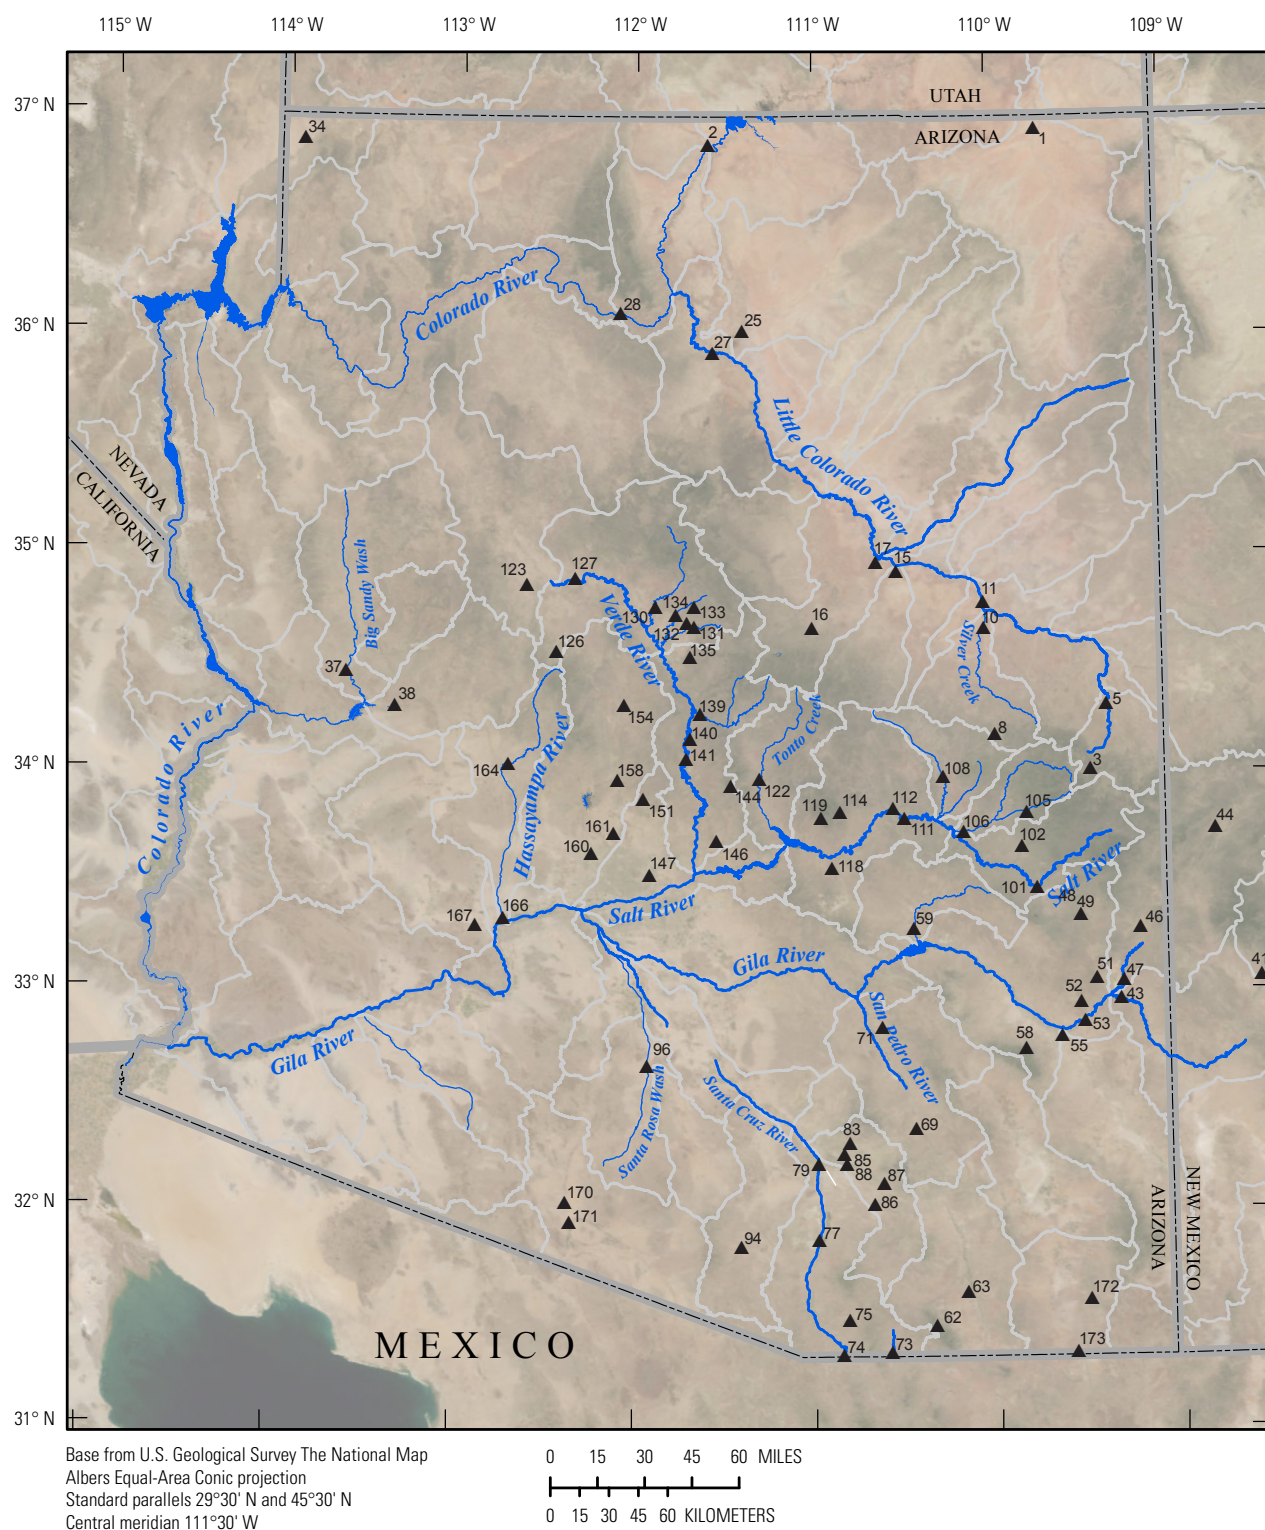 115° W 114° W 113° W 112° W 111° W 110° W 109° W
37° N
UTAH
ARIZONA
34
2
1
36° N
Colorado River
28
25
27
Little Colorado River
NEVADA
CALIFORNIA
35° N
Big Sandy Wash
123
127
17
15
11
10
16
130
134
133
132
131
135
Verde River
126
Silver Creek
37
38
154
139
140
141
5
8
3
Tonto Creek
34° N
Colorado River
Hassayampa River
164
158
151
144
122
119
114
112
111
108
106
105
102
44
161
160
147
146
118
101
Salt River
48
49
46
41
167
166
Salt River
59
33° N
Gila River
51
47
52
43
53
55
58
San Pedro River
71
Gila River
96
Santa Rosa Wash
Santa Cruz River
69
83
85
88
79
87
86
32° N
170
171
94
77
ARIZONA
NEW MEXICO
63
62
172
173
75
74
73
MEXICO
31° N
Base from U.S. Geological Survey The National Map
Albers Equal-Area Conic projection
Standard parallels 29°30' N and 45°30' N
Central meridian 111°30' W
0 15 30 45 60 MILES
0 15 30 45 60 KILOMETERS